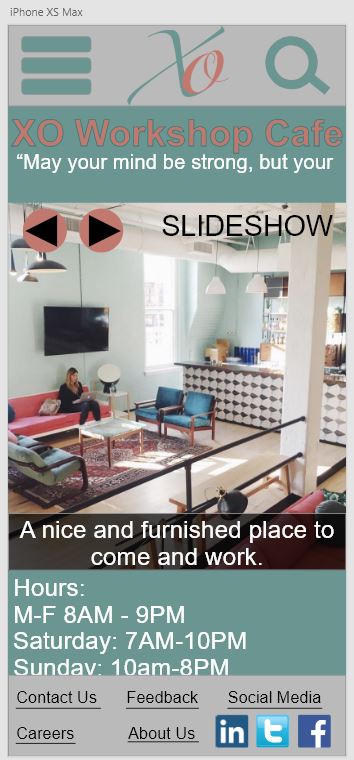 iPhone XS Max
Xo
XO Workshop Cafe
“May your mind be strong, but your
SLIDESHOW
A nice and furnished place to
come and work.
Hours:
M-F 8AM - 9PM
Saturday: 7AM-10PM
Sunday: 10am-8PM
Contact Us Feedback Social Media
Careers About Us in f